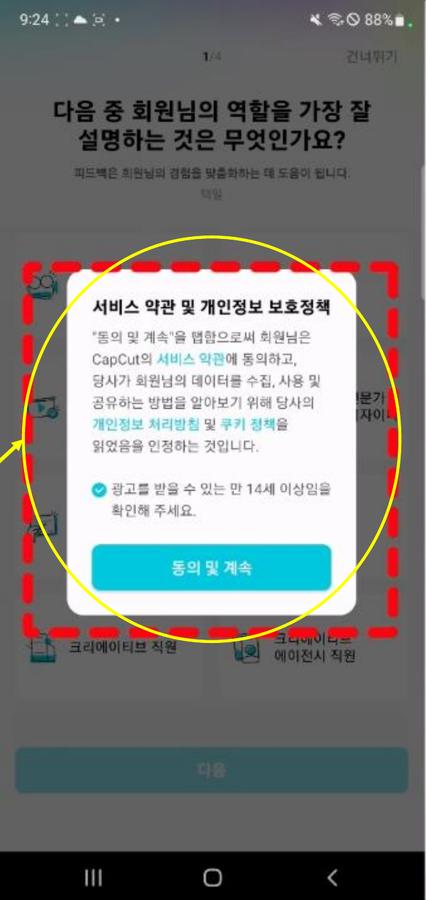 9:24
88%
1/4
건너뛰기
다음 중 회원님의 역할을 가장 잘
설명하는 것은 무엇인가요?
피드백은 회원님의 경험을 맞춤화하는 데 도움이 됩니다.
택일
서비스 약관 및 개인정보 보호정책
"동의 및 계속"을 탭함으로써 회원님은
CapCut의 서비스 약관에 동의하고,
당사가 회원님의 데이터를 수집, 사용 및
공유하는 방법을 알아보기 위해 당사의
개인정보 처리방침 및 쿠키 정책을
읽었음을 인정하는 것입니다.
광고를 받을 수 있는 만 14세 이상임을
확인해 주세요.
동의 및 계속
크리에이티브 직원
크리에이티브
에이전시 직원
다음